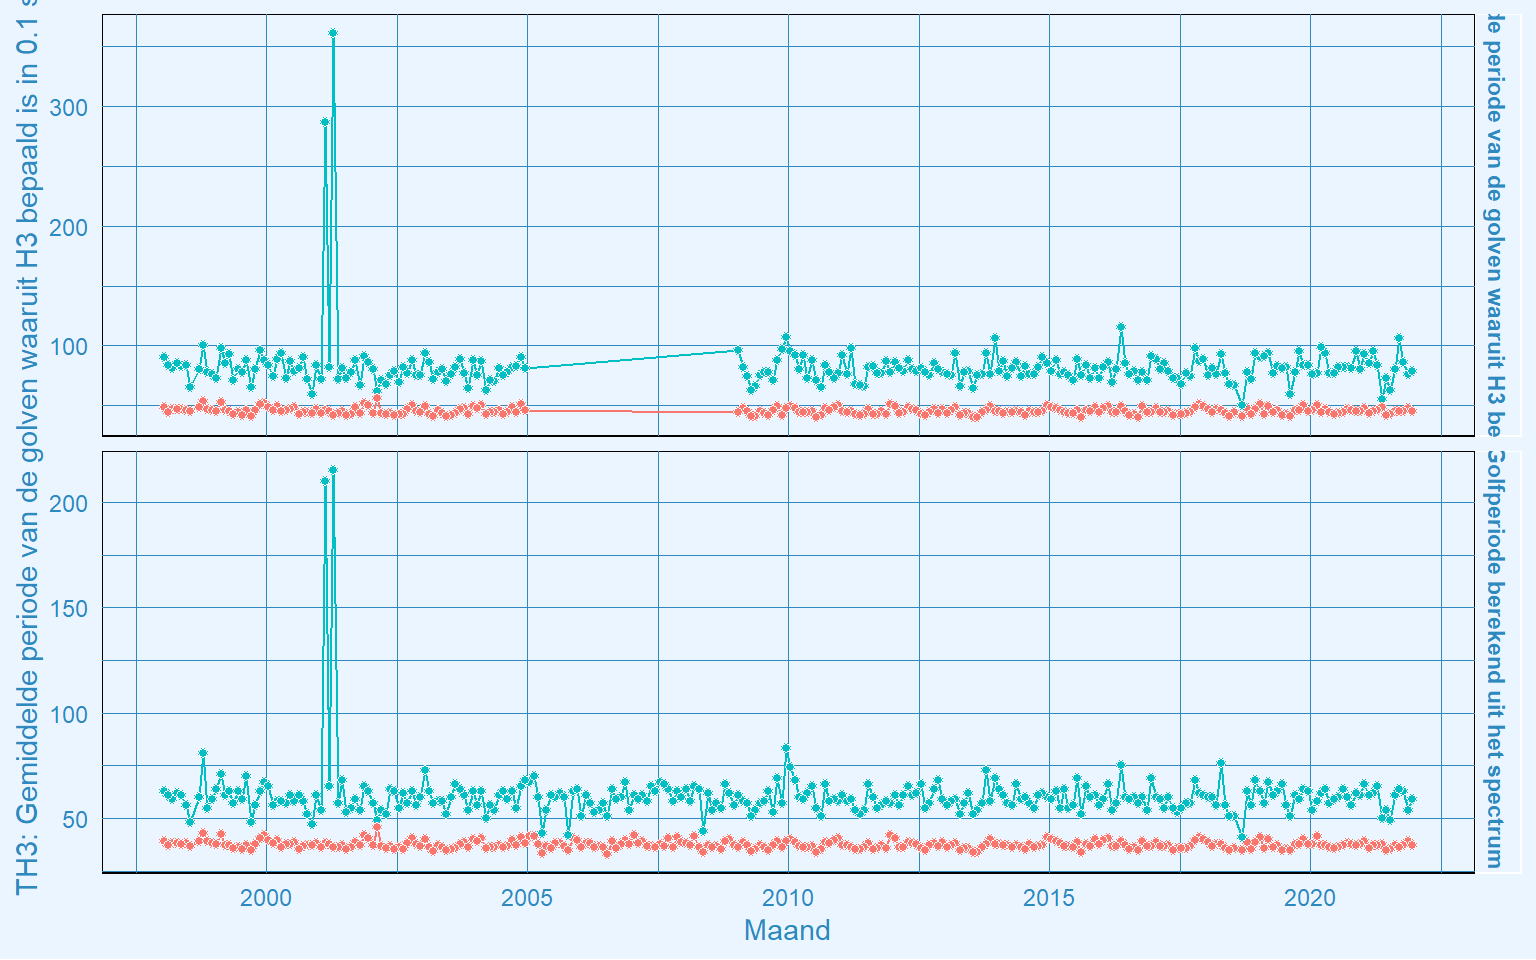 TH3: Gemiddelde periode van de golven waaruit H3 bepaald is in 0.1 s
300
200
100
de periode van de golven waaruit H3 be
200
150
100
50
Golfperiode berekend uit het spectrum
2000 2005 2010 2015 2020
Maand